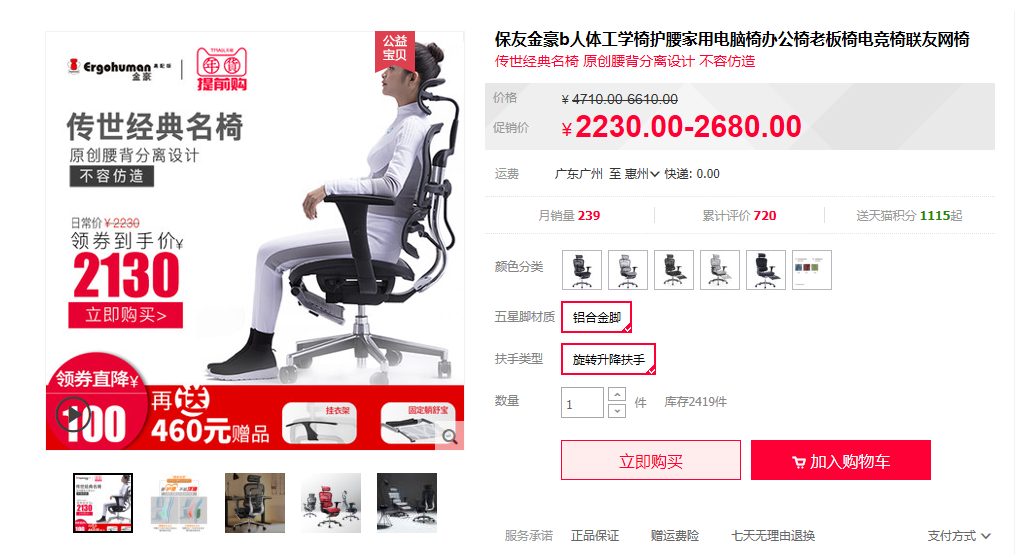 公益
宝贝
Ergohuman
金豪
TMALL天猫
年货
提前购
传世经典名椅
原创腰背分离设计
不容仿造
日常价¥2230
领券到手价¥
2130
立即购买>
领券直降¥
100
再送
460元赠品
挂衣架
固定躺舒宝
保友金豪b人体工学椅护腰家用电脑椅办公椅老板椅电竞椅联友网椅
传世经典名椅 原创腰背分离设计 不容仿造
价格 ¥4710.00-6610.00
促销价 ¥2230.00-2680.00
运费 广东广州 至 惠州 快递: 0.00
月销量 239 累计评价 720 送天猫积分 1115起
颜色分类
五星脚材质 铝合金脚
扶手类型 旋转升降扶手
数量 1 件 库存2419件
立即购买 加入购物车
服务承诺 正品保证 赠运费险 七天无理由退换 支付方式